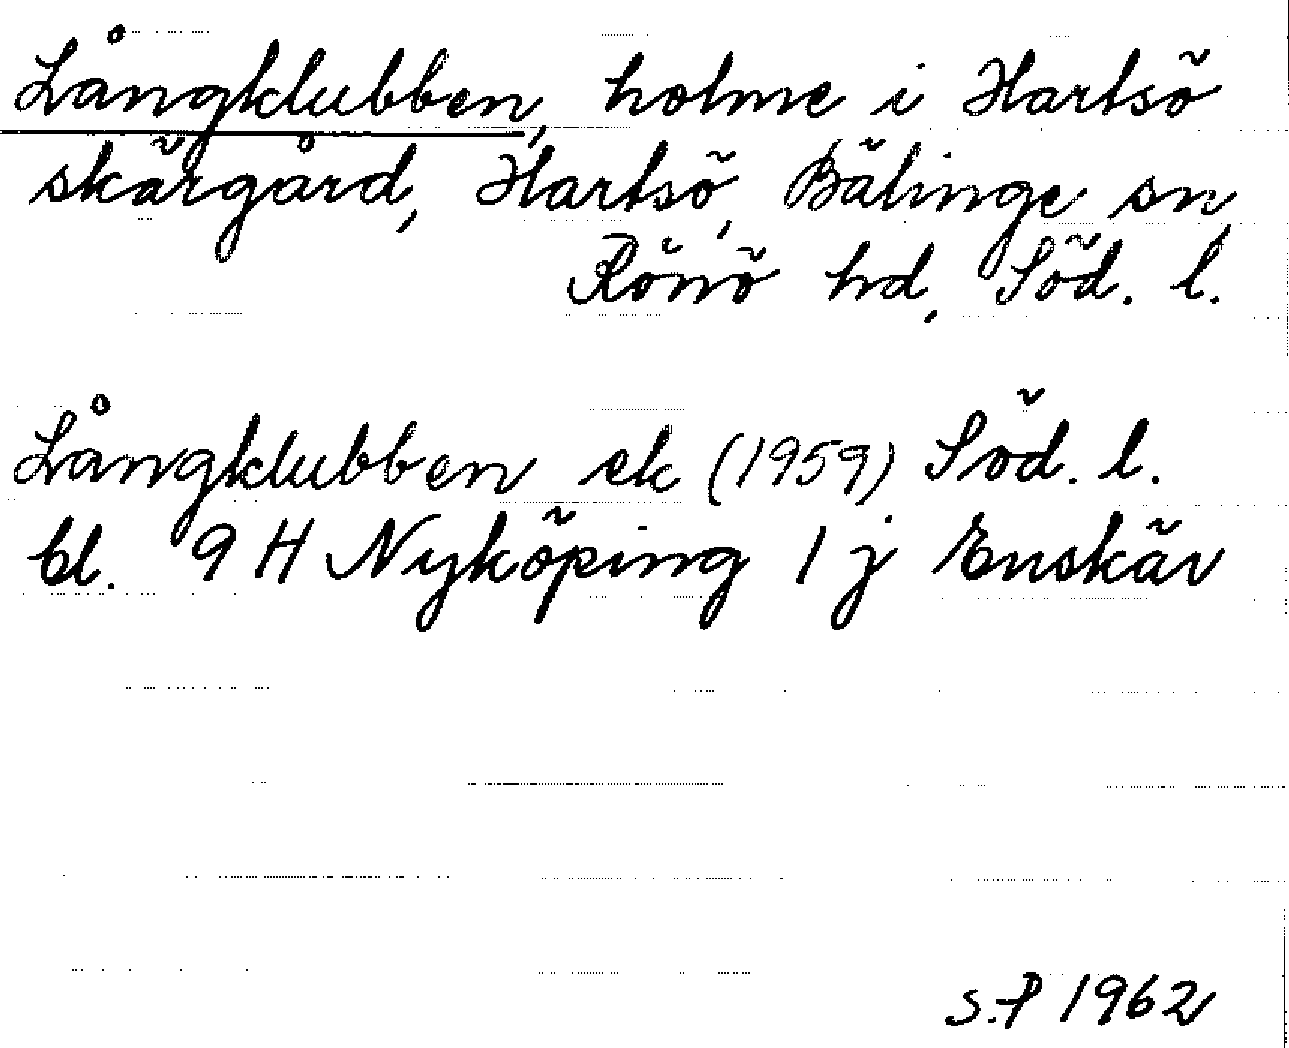 Långklubben, holme i Hartsö
skärgård, Hartsö, Bälinge sn,
Rönö hd, Söd. l.
Långklubben ek (1959) Söd. l.
bl. 9 H Nyköping 1 j Enskär
S.P 1962